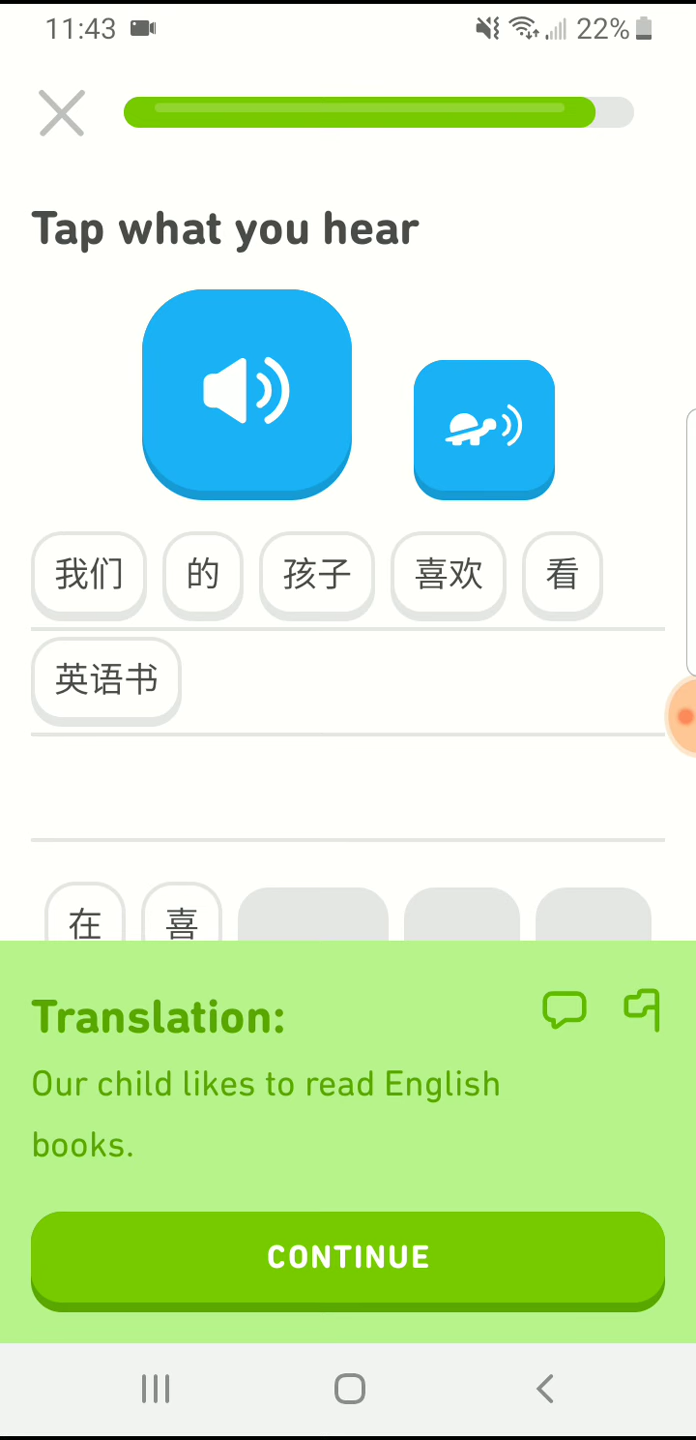 11:43 22%
Tap what you hear
我们 的 孩子 喜欢 看
英语书
在 喜
Translation:
Our child likes to read English
books.
CONTINUE